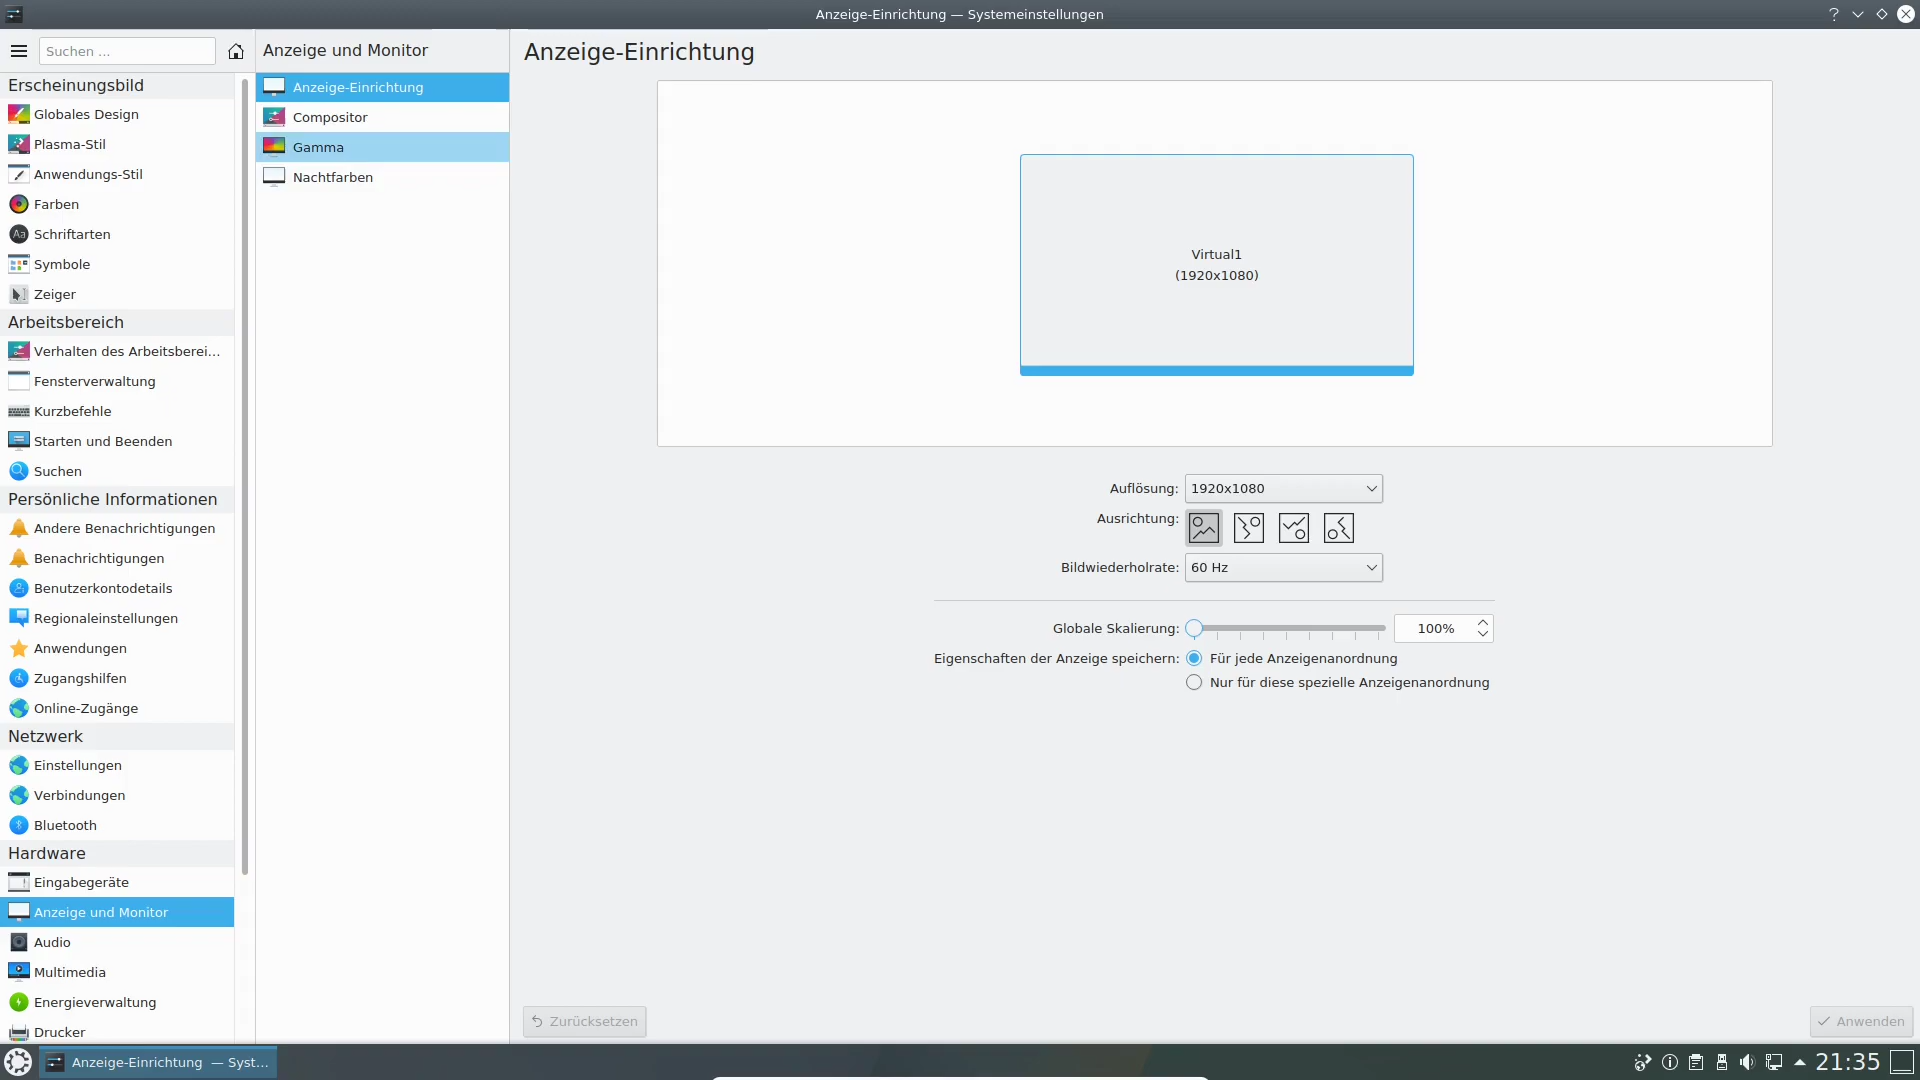 Anzeige-Einrichtung — Systemeinstellungen
Suchen ...
Erscheinungsbild
Globales Design
Plasma-Stil
Anwendungs-Stil
Farben
Schriftarten
Symbole
Zeiger
Arbeitsbereich
Verhalten des Arbeitsberei...
Fensterverwaltung
Kurzbefehle
Starten und Beenden
Suchen
Persönliche Informationen
Andere Benachrichtigungen
Benachrichtigungen
Benutzerkontodetails
Regionaleinstellungen
Anwendungen
Zugangshilfen
Online-Zugänge
Netzwerk
Einstellungen
Verbindungen
Bluetooth
Hardware
Eingabegeräte
Anzeige und Monitor
Audio
Multimedia
Energieverwaltung
Drucker
Anzeige und Monitor
Anzeige-Einrichtung
Compositor
Gamma
Nachtfarben
Anzeige-Einrichtung
Virtual1
(1920x1080)
Auflösung: 1920x1080
Ausrichtung:
Bildwiederholrate: 60 Hz
Globale Skalierung: 100%
Eigenschaften der Anzeige speichern: Für jede Anzeigenanordnung
Nur für diese spezielle Anzeigenanordnung
Zurücksetzen
Anwenden
Anzeige-Einrichtung — Syst...
21:35